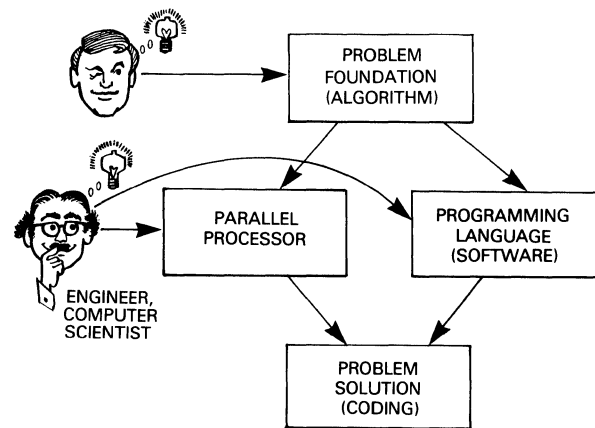 PROBLEM
FOUNDATION
(ALGORITHM)
PARALLEL
PROCESSOR
PROGRAMMING
LANGUAGE
(SOFTWARE)
ENGINEER,
COMPUTER
SCIENTIST
PROBLEM
SOLUTION
(CODING)